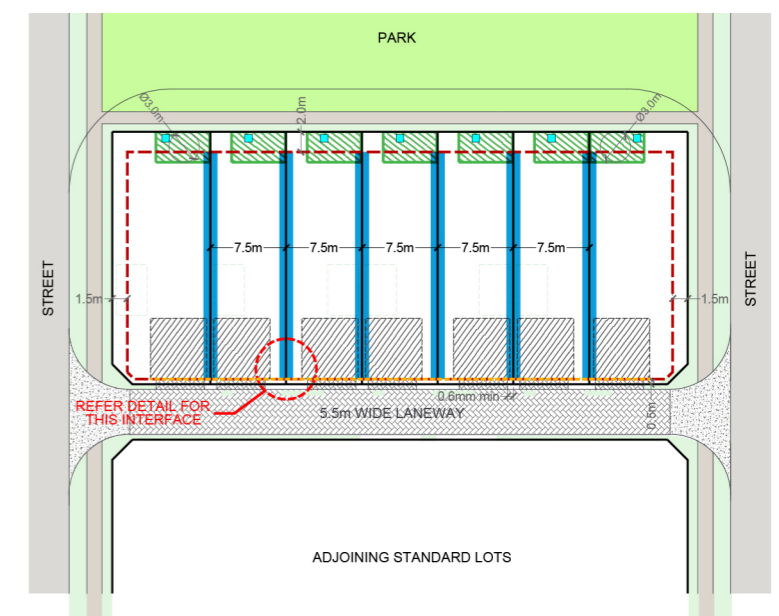 PARK
Ø3.0m
2.0m
Ø3.0m
7.5m
7.5m
7.5m
7.5m
7.5m
STREET
STREET
1.5m
1.5m
REFER DETAIL FOR
THIS INTERFACE
0.6mm min
5.5m WIDE LANEWAY
0.5m
ADJOINING STANDARD LOTS